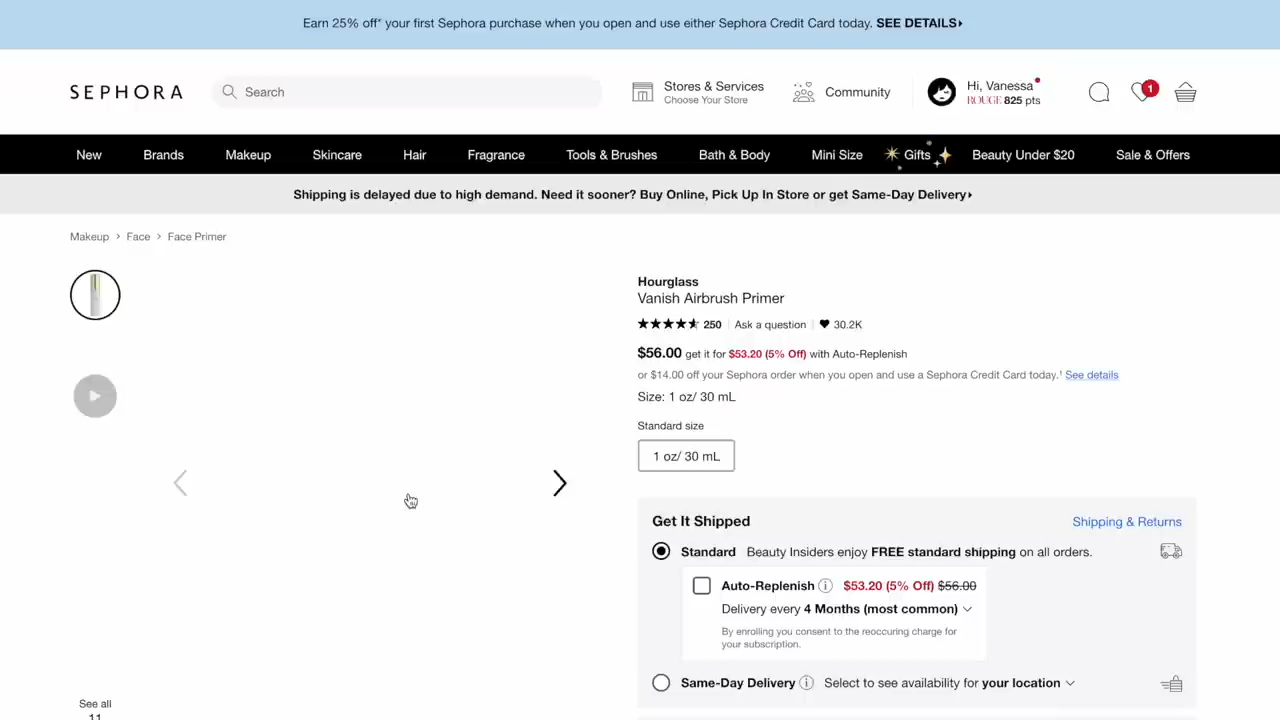 Earn 25% off* your first Sephora purchase when you open and use either Sephora Credit Card today. SEE DETAILS▸
SEPHORA
Search
Stores & Services
Choose Your Store
Community
Hi, Vanessa
ROUGE 825 pts
1
New
Brands
Makeup
Skincare
Hair
Fragrance
Tools & Brushes
Bath & Body
Mini Size
Gifts
Beauty Under $20
Sale & Offers
Shipping is delayed due to high demand. Need it sooner? Buy Online, Pick Up In Store or get Same-Day Delivery▸
Makeup > Face > Face Primer
Hourglass
Vanish Airbrush Primer
250 | Ask a question | 30.2K
$56.00 get it for $53.20 (5% Off) with Auto-Replenish
or $14.00 off your Sephora order when you open and use a Sephora Credit Card today.¹ See details
Size: 1 oz/ 30 mL
Standard size
1 oz/ 30 mL
Get It Shipped
Shipping & Returns
Standard Beauty Insiders enjoy FREE standard shipping on all orders.
Auto-Replenish $53.20 (5% Off) $56.00
Delivery every 4 Months (most common)
By enrolling you consent to the reoccuring charge for
your subscription.
Same-Day Delivery Select to see availability for your location
See all
11